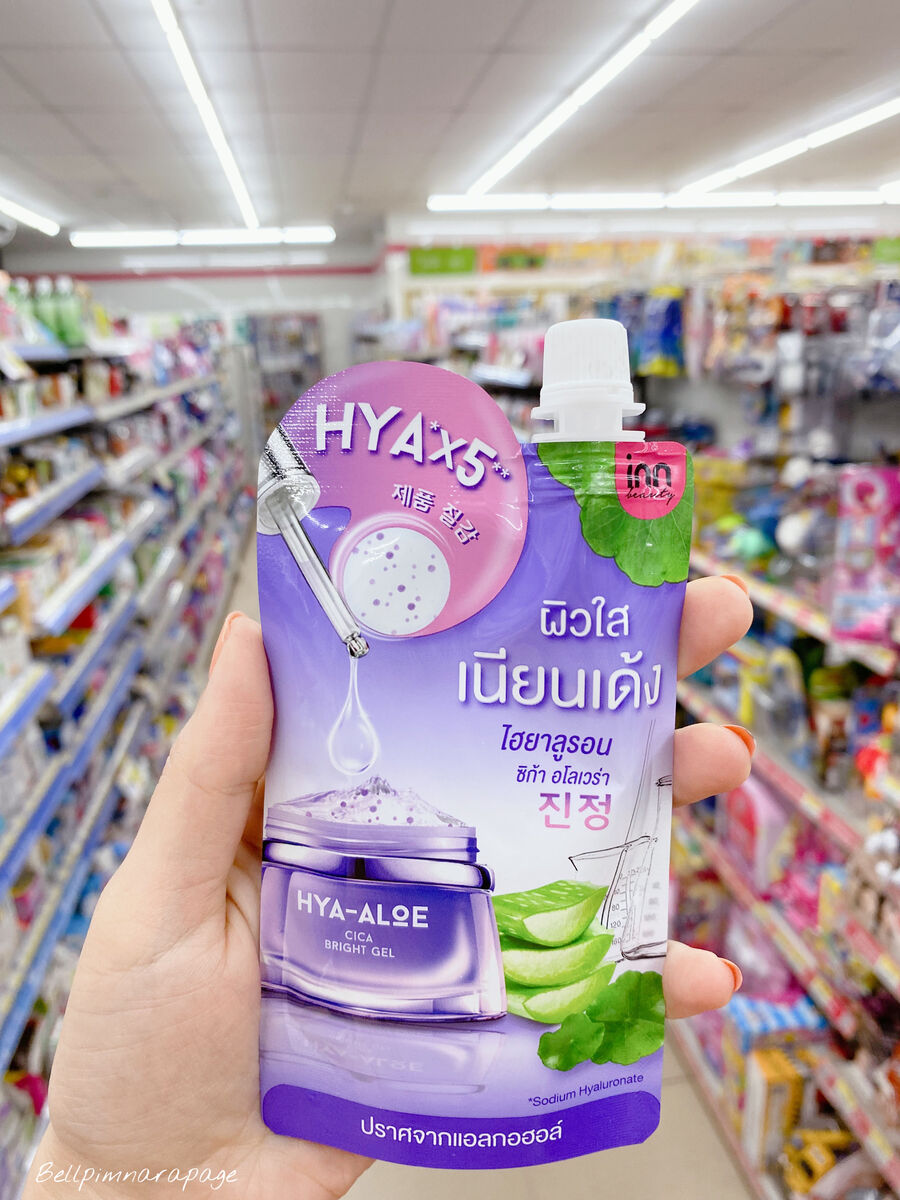 HYA*x5**
제품 질감
inn
beauty
ผิวใส
เนียนเด้ง
ไฮยาลูรอน
ซิก้า อโลเวร่า
진정
HYA-ALOE
CICA
BRIGHT GEL
*Sodium Hyaluronate
ปราศจากแอลกอฮอล์
Bellpimnarapage